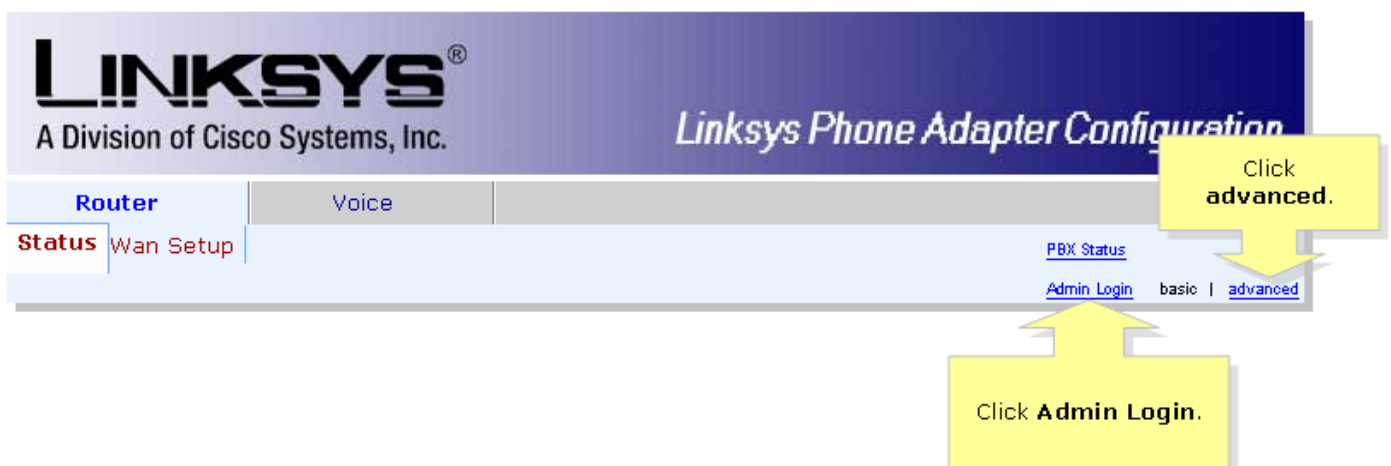 LINKSYS®
A Division of Cisco Systems, Inc.
Linksys Phone Adapter Configuration
Click
advanced.
Router Voice
Status Wan Setup
PBX Status
Admin Login basic | advanced
Click Admin Login.